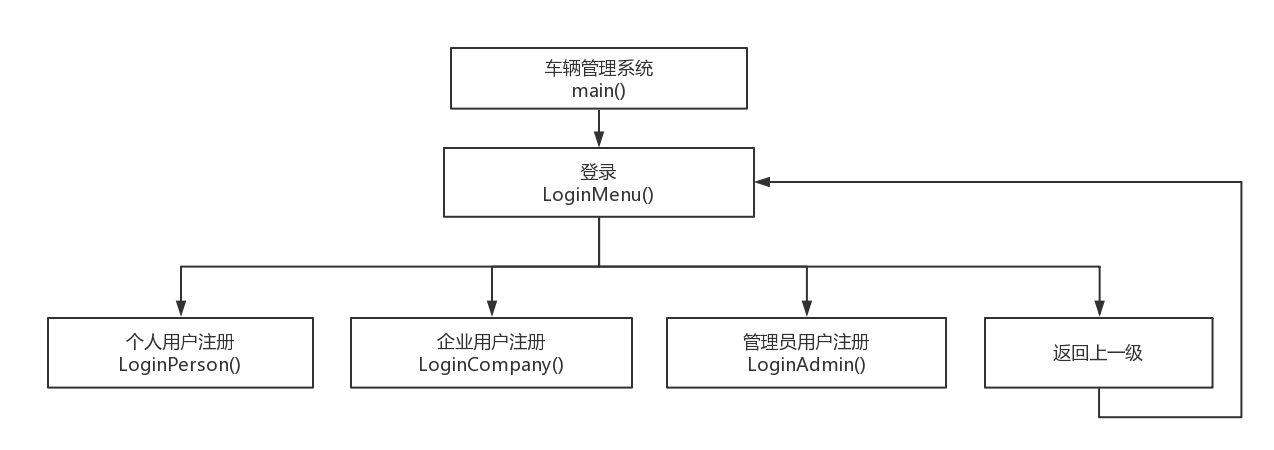 车辆管理系统
main()
登录
LoginMenu()
个人用户注册
LoginPerson()
企业用户注册
LoginCompany()
管理员用户注册
LoginAdmin()
返回上一级